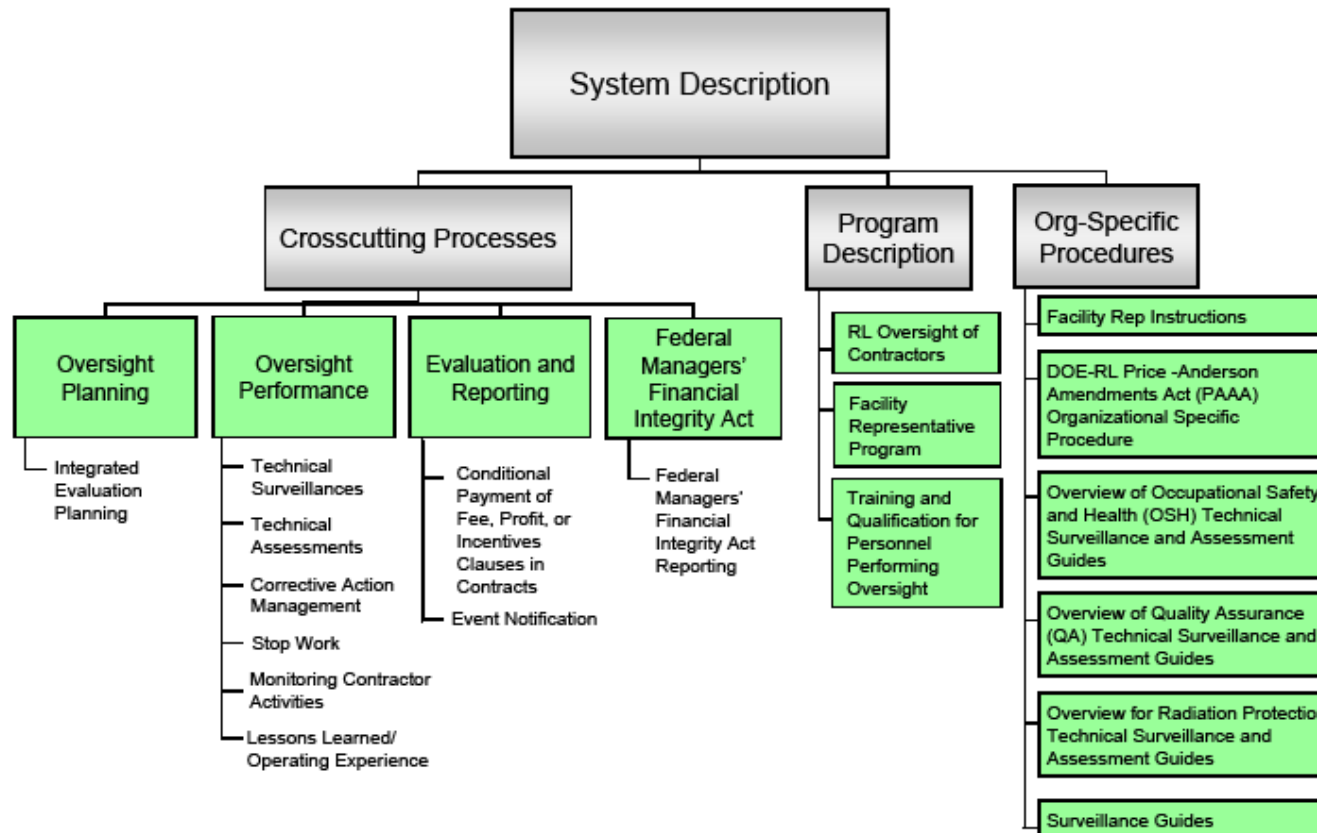 System Description
Crosscutting Processes
Program
Description
Org-Specific
Procedures
Oversight
Planning
Integrated
Evaluation
Planning
Oversight
Performance
Technical
Surveillances
Technical
Assessments
Corrective Action
Management
Stop Work
Monitoring Contractor
Activities
Lessons Learned/
Operating Experience
Evaluation and
Reporting
Conditional
Payment of
Fee, Profit, or
Incentives
Clauses in
Contracts
Event Notification
Federal
Managers'
Financial
Integrity Act
Federal
Managers'
Financial
Integrity Act
Reporting
RL Oversight of
Contractors
Facility
Representative
Program
Training and
Qualification for
Personnel
Performing
Oversight
Facility Rep Instructions
DOE-RL Price -Anderson
Amendments Act (PAAA)
Organizational Specific
Procedure
Overview of Occupational Safety
and Health (OSH) Technical
Surveillance and Assessment
Guides
Overview of Quality Assurance
(QA) Technical Surveillance and
Assessment Guides
Overview for Radiation Protectio
Technical Surveillance and
Assessment Guides
Surveillance Guides